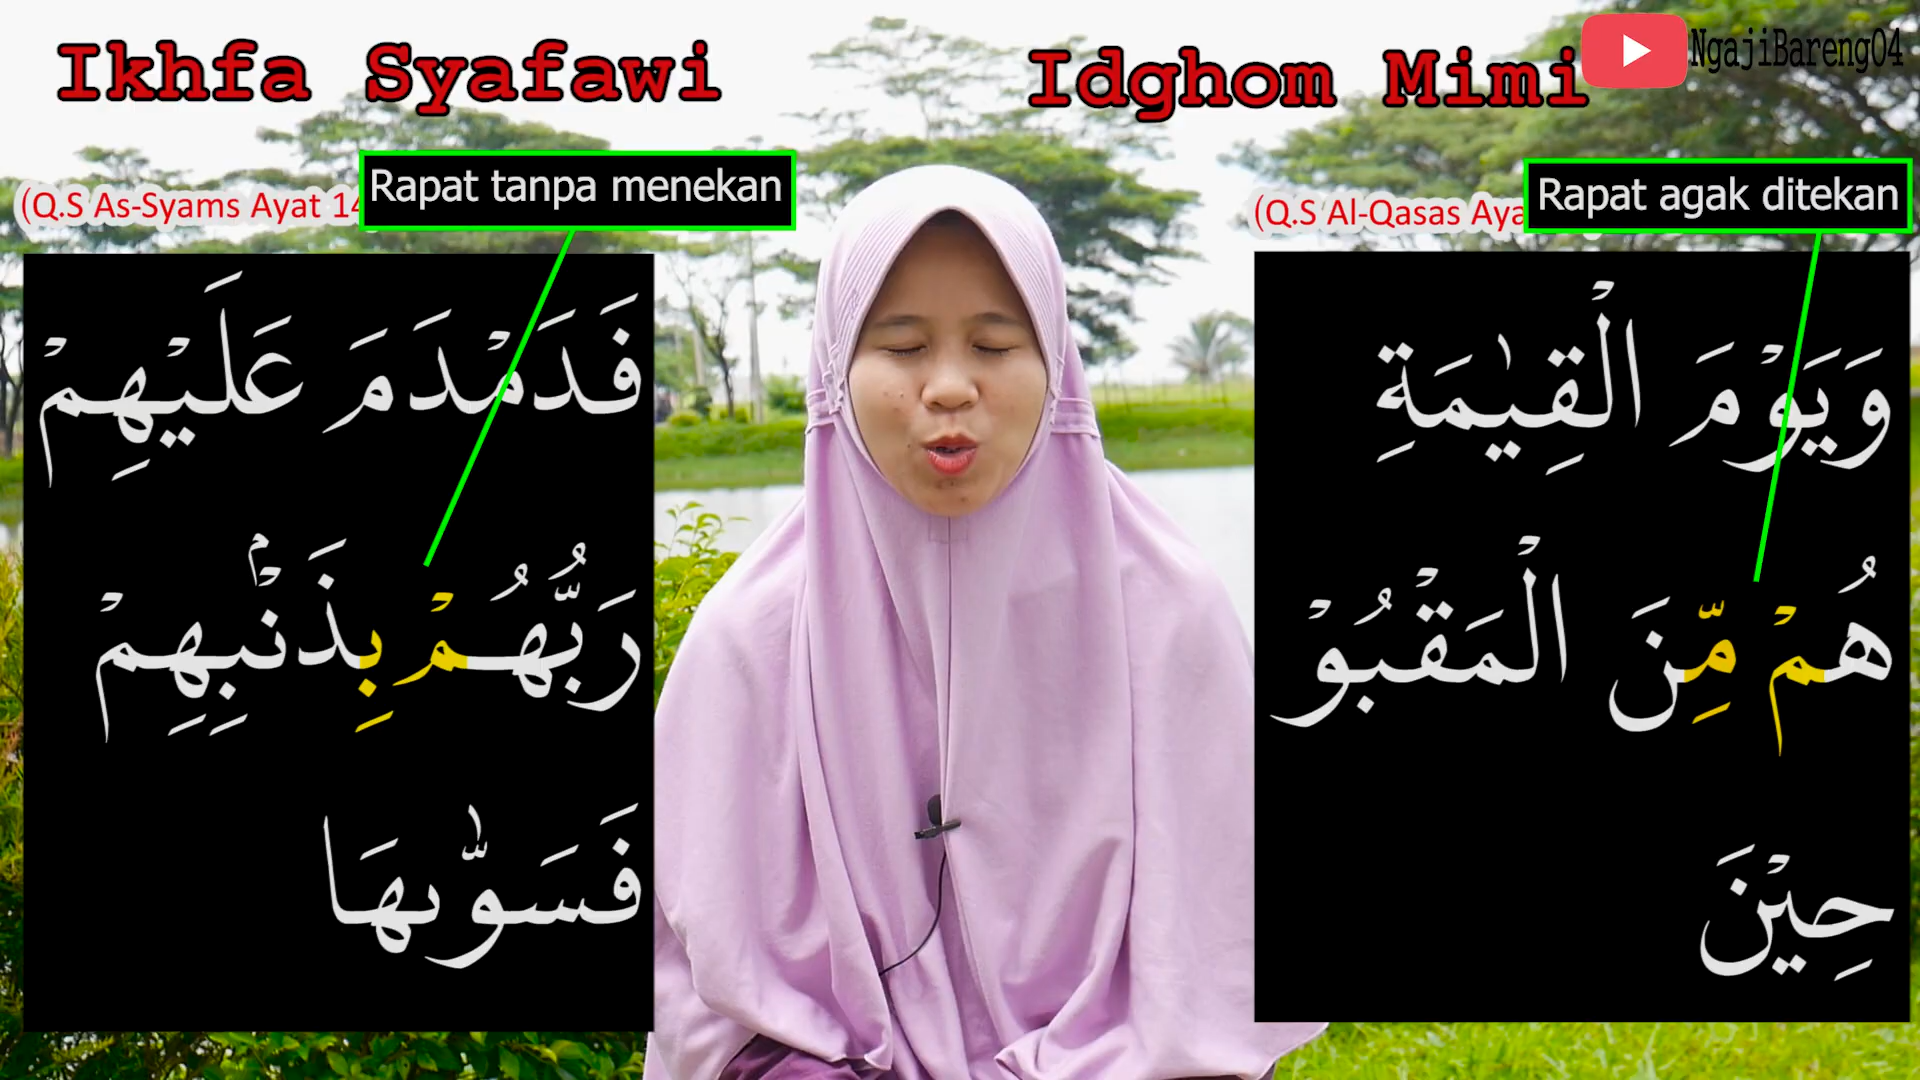 Ikhfa Syafawi
Idghom Mimi
NgajiBareng04
(Q.S As-Syams Ayat 14
Rapat tanpa menekan
(Q.S Al-Qasas
Rapat agak ditekan
فَدَمْدَمَ عَلَيْهِمْ
رَبُّهُمْ بِذَنْۢبِهِمْ
فَسَوّٰىهَا
وَيَوْمَ الْقِيٰمَةِ
هُمْ مِّنَ الْمَقْبُوْ
حِيْنَ